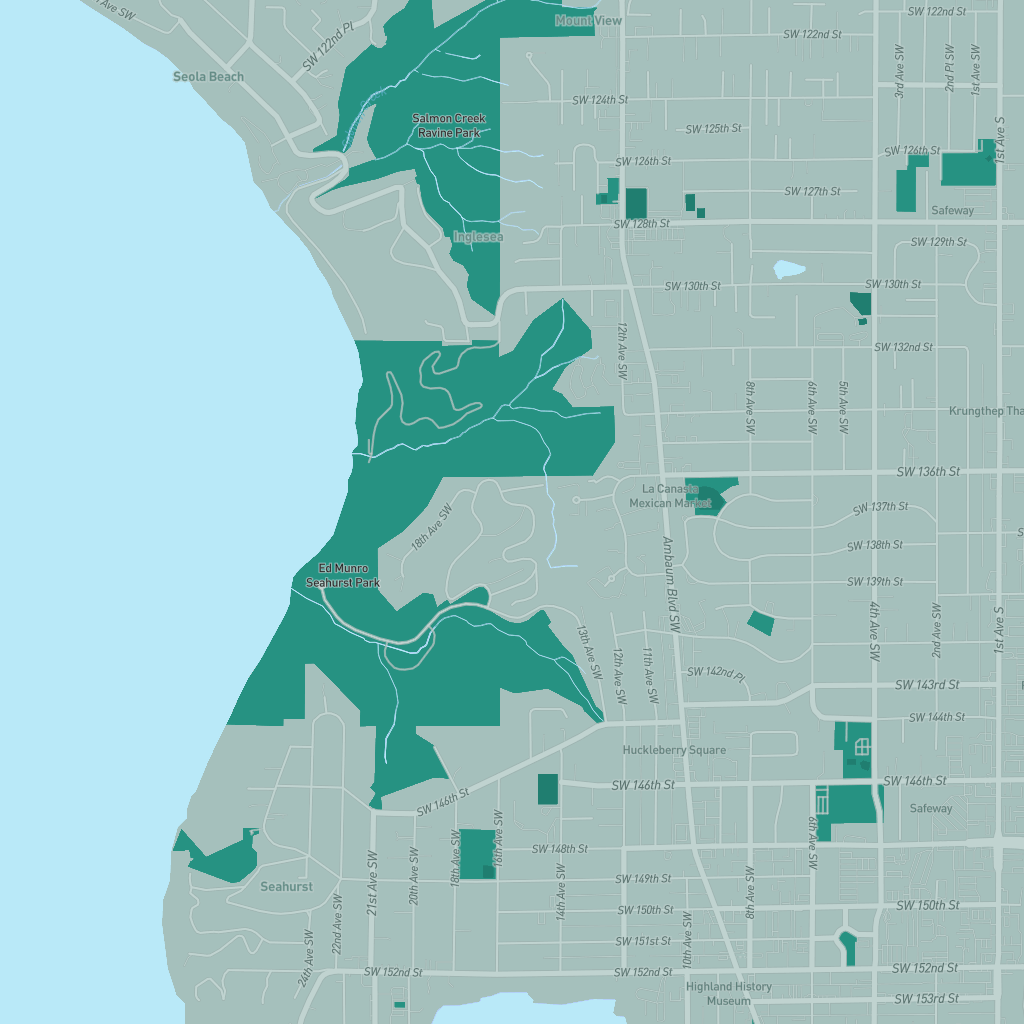 Ave SW
Mount View
SW 122nd St
SW 122nd Pl
SW 122nd St
3rd Ave SW
2nd Pl SW
1st Ave SW
Seola Beach
SW 124th St
Salmon Creek
Ravine Park
SW 125th St
1st Ave S
SW 126th St
SW 126th St
SW 127th St
Safeway
SW 128th St
Inglesea
SW 129th St
SW 130th St
SW 130th St
12th Ave SW
SW 132nd St
8th Ave SW
6th Ave SW
5th Ave SW
Krungthep Tha
SW 136th St
La Canasta
Mexican Market
18th Ave SW
SW 137th St
Ambaum Blvd SW
SW 138th St
Ed Munro
Seahurst Park
SW 139th St
13th Ave SW
12th Ave SW
11th Ave SW
4th Ave SW
2nd Ave SW
1st Ave S
SW 142nd Pl
SW 143rd St
SW 144th St
Huckleberry Square
SW 146th St
SW 146th St
SW 146th St
Safeway
6th Ave SW
16th Ave SW
18th Ave SW
SW 148th St
21st Ave SW
20th Ave SW
14th Ave SW
SW 149th St
8th Ave SW
Seahurst
SW 150th St
SW 150th St
22nd Ave SW
24th Ave SW
10th Ave SW
SW 151st St
SW 152nd St
SW 152nd St
SW 152nd St
Highland History
Museum
SW 153rd St